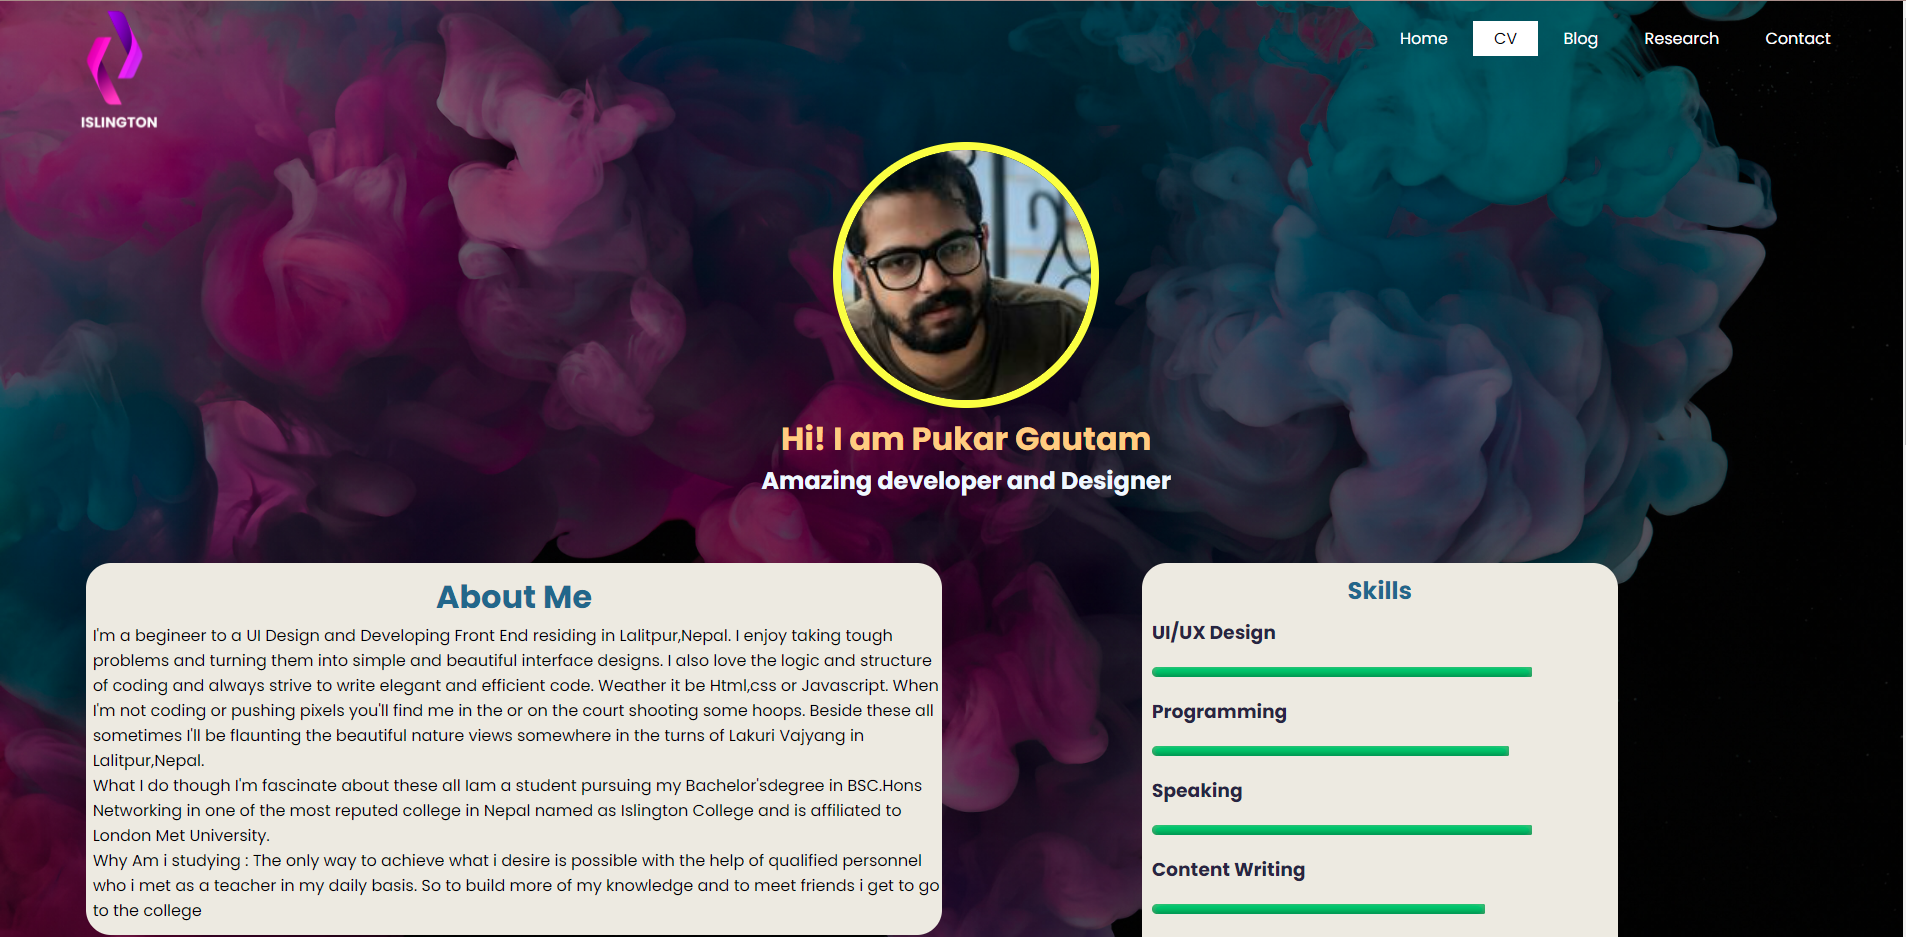 ISLINGTON
Home CV Blog Research Contact
Hi! I am Pukar Gautam
Amazing developer and Designer
About Me
I'm a begineer to a UI Design and Developing Front End residing in Lalitpur,Nepal. I enjoy taking tough
problems and turning them into simple and beautiful interface designs. I also love the logic and structure
of coding and always strive to write elegant and efficient code. Weather it be Html,css or Javascript. When
I'm not coding or pushing pixels you'll find me in the or on the court shooting some hoops. Beside these all
sometimes I'll be flaunting the beautiful nature views somewhere in the turns of Lakuri Vajyang in
Lalitpur,Nepal.
What I do though I'm fascinate about these all Iam a student pursuing my Bachelor'sdegree in BSC.Hons
Networking in one of the most reputed college in Nepal named as Islington College and is affiliated to
London Met University.
Why Am i studying : The only way to achieve what i desire is possible with the help of qualified personnel
who i met as a teacher in my daily basis. So to build more of my knowledge and to meet friends i get to go
to the college
Skills
UI/UX Design
Programming
Speaking
Content Writing